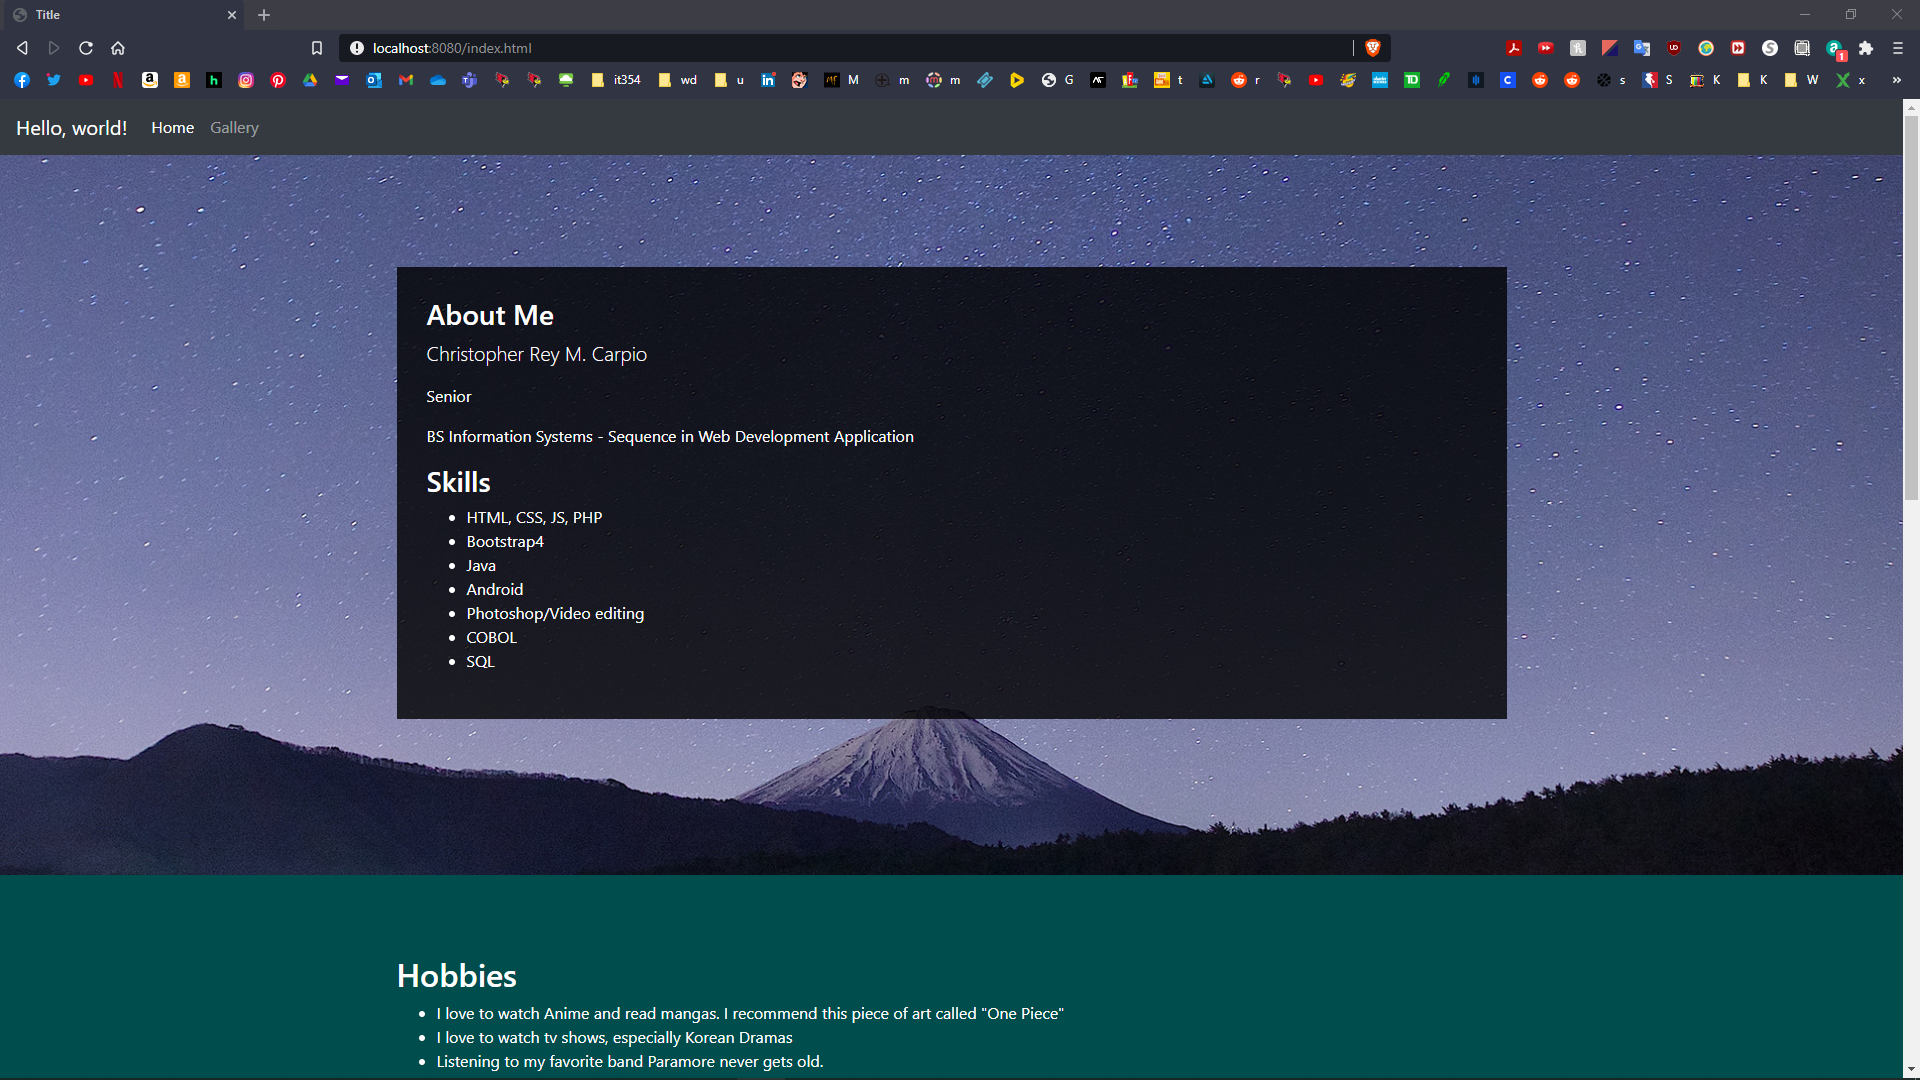 Title
localhost:8080/index.html
it354 wd u M m m G t r s S K K W x »
Hello, world! Home Gallery
About Me
Christopher Rey M. Carpio
Senior
BS Information Systems - Sequence in Web Development Application
Skills
• HTML, CSS, JS, PHP
• Bootstrap4
• Java
• Android
• Photoshop/Video editing
• COBOL
• SQL
Hobbies
• I love to watch Anime and read mangas. I recommend this piece of art called "One Piece"
• I love to watch tv shows, especially Korean Dramas
• Listening to my favorite band Paramore never gets old.